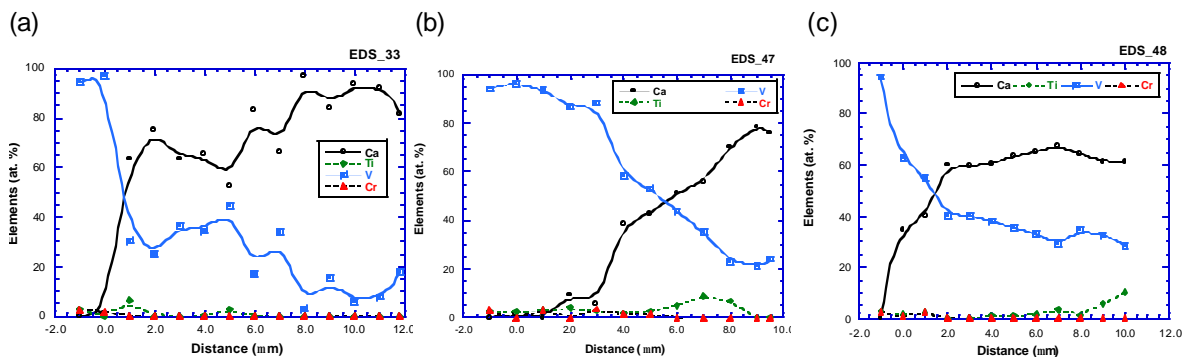 (a)
EDS_33
Elements (at. %)
100
80
60
40
20
0
Ca
Ti
V
Cr
-2.0 0.0 2.0 4.0 6.0 8.0 10.0 12.0
Distance (mm)
(b)
EDS_47
Elements (at. %)
100
80
60
40
20
0
Ca V
Ti Cr
-2.0 0.0 2.0 4.0 6.0 8.0 10.0
Distance (mm)
(c)
EDS_48
Elements (at. %)
100
80
60
40
20
0
Ca Ti V Cr
-2.0 0.0 2.0 4.0 6.0 8.0 10.0 12.0
Distance (mm)